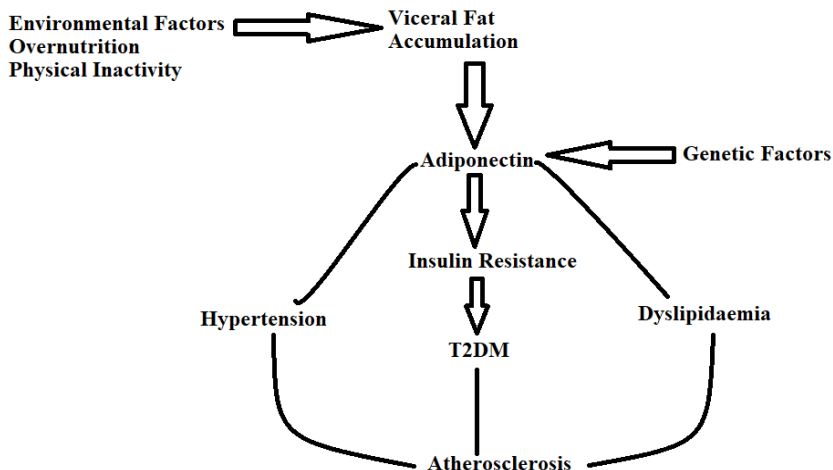 Environmental Factors
Overnutrition
Physical Inactivity
Viceral Fat
Accumulation
Adiponectin
Genetic Factors
Insulin Resistance
Hypertension
Dyslipidaemia
T2DM
Atherosclerosis